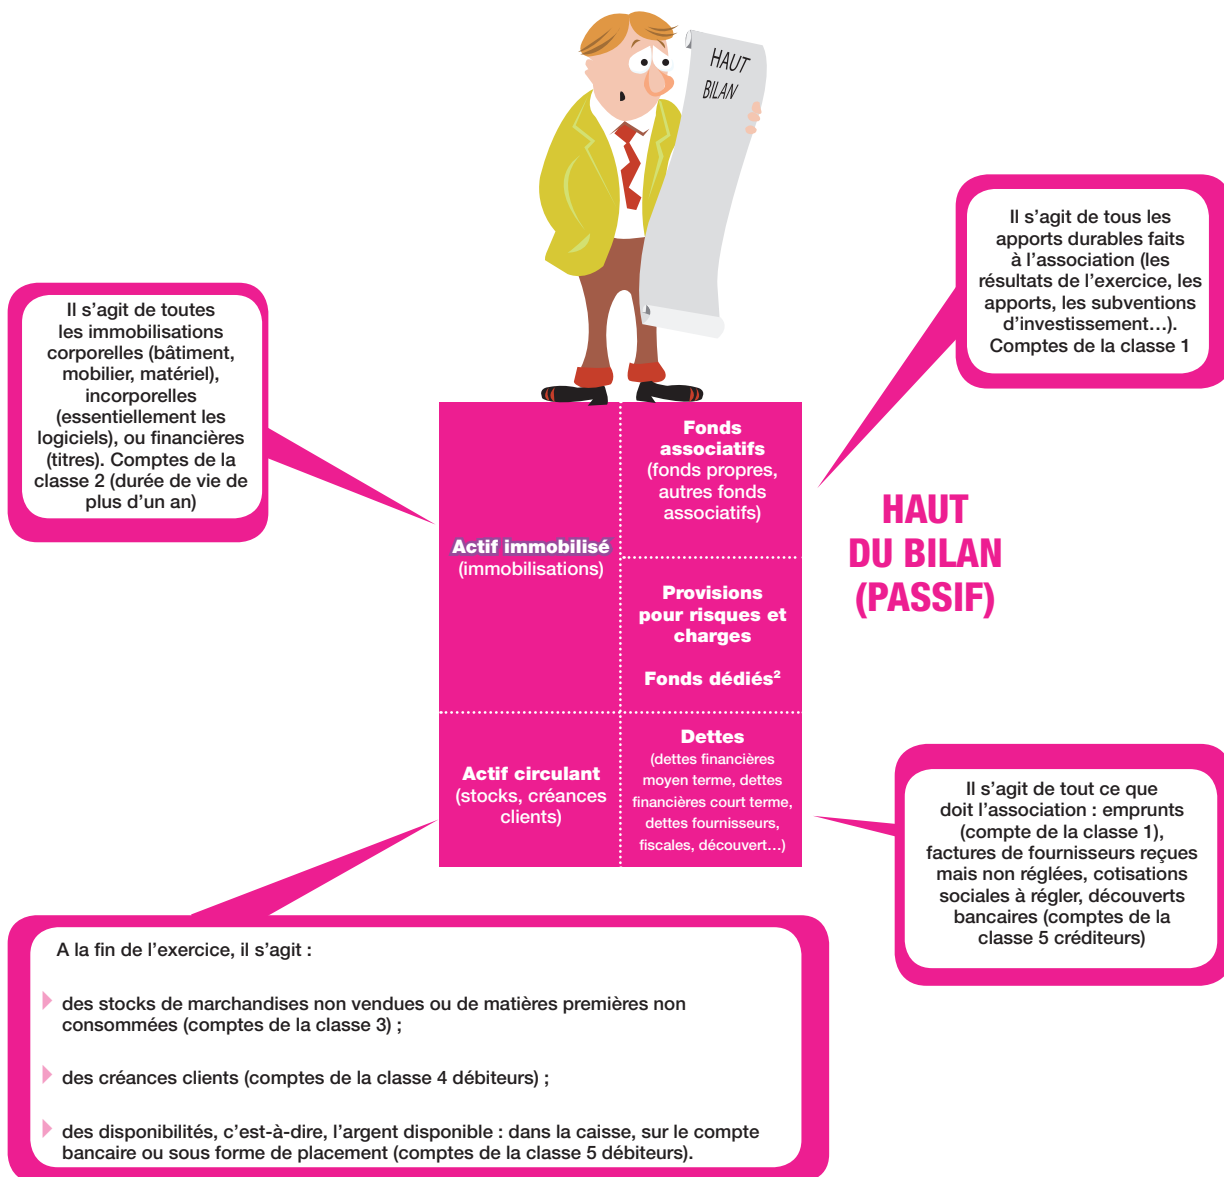 HAUT
BILAN
Il s’agit de tous les
apports durables faits
à l’association (les
résultats de l’exercice, les
apports, les subventions
d’investissement…).
Comptes de la classe 1
Il s’agit de toutes
les immobilisations
corporelles (bâtiment,
mobilier, matériel),
incorporelles
(essentiellement les
logiciels), ou financières
(titres). Comptes de la
classe 2 (durée de vie de
plus d’un an)
Actif immobilisé
(immobilisations)
Fonds
associatifs
(fonds propres,
autres fonds
associatifs)
Provisions
pour risques et
charges
Fonds dédiés²
HAUT
DU BILAN
(PASSIF)
Actif circulant
(stocks, créances
clients)
Dettes
(dettes financières
moyen terme, dettes
financières court terme,
dettes fournisseurs,
fiscales, découvert…)
Il s’agit de tout ce que
doit l’association : emprunts
(compte de la classe 1),
factures de fournisseurs reçues
mais non réglées, cotisations
sociales à régler, découverts
bancaires (comptes de la
classe 5 créditeurs)
A la fin de l’exercice, il s’agit :
des stocks de marchandises non vendues ou de matières premières non
consommées (comptes de la classe 3) ;
des créances clients (comptes de la classe 4 débiteurs) ;
des disponibilités, c’est-à-dire, l’argent disponible : dans la caisse, sur le compte
bancaire ou sous forme de placement (comptes de la classe 5 débiteurs).